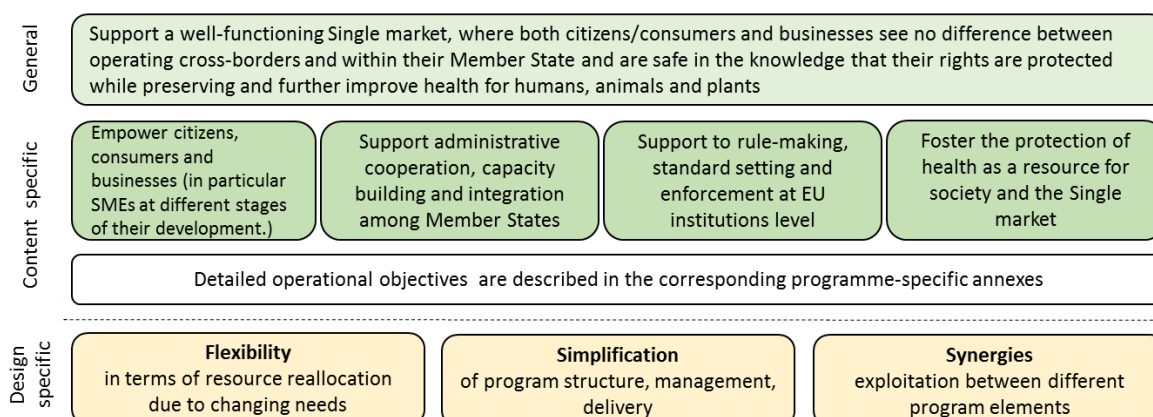 General
Support a well-functioning Single market, where both citizens/consumers and businesses see no difference between
operating cross-borders and within their Member State and are safe in the knowledge that their rights are protected
while preserving and further improve health for humans, animals and plants
Content specific
Empower citizens,
consumers and
businesses (in particular
SMEs at different stages
of their development.)
Support administrative
cooperation, capacity
building and integration
among Member States
Support to rule-making,
standard setting and
enforcement at EU
institutions level
Foster the protection of
health as a resource for
society and the Single
market
Detailed operational objectives are described in the corresponding programme-specific annexes
Design
specific
Flexibility
in terms of resource reallocation
due to changing needs
Simplification
of program structure, management,
delivery
Synergies
exploitation between different
program elements